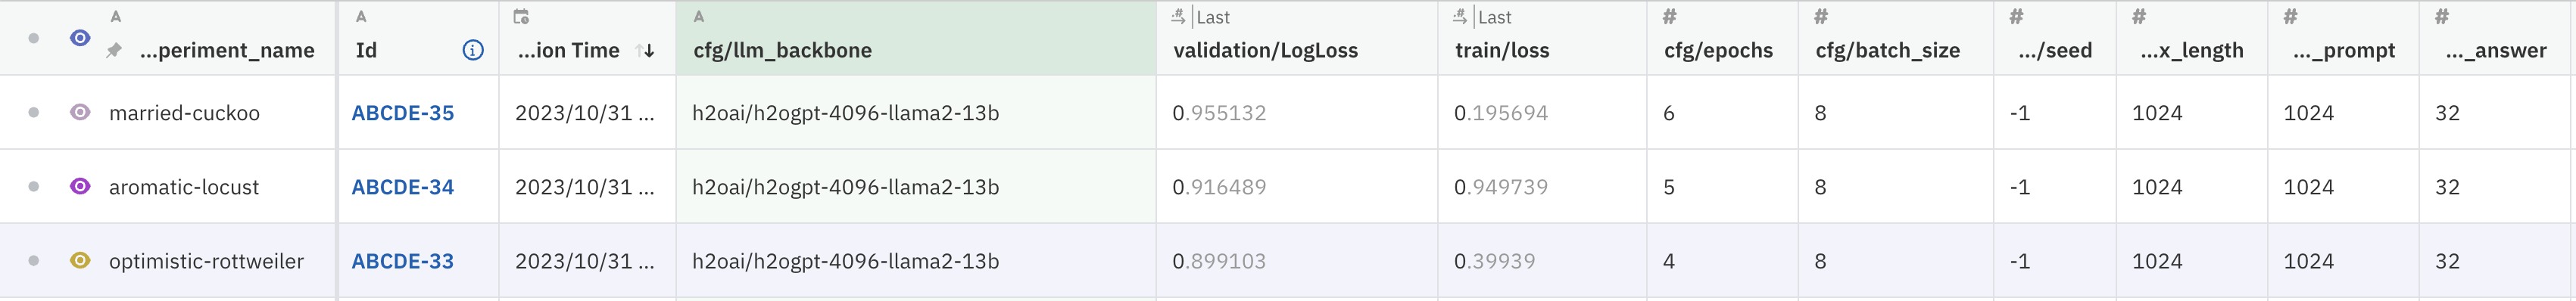 A A A Last Last # # # # # #
...periment_name Id ...ion Time cfg/llm_backbone validation/LogLoss train/loss cfg/epochs cfg/batch_size .../seed ...x_length ..._prompt ..._answer
married-cuckoo ABCDE-35 2023/10/31 ... h2oai/h2ogpt-4096-llama2-13b 0.955132 0.195694 6 8 -1 1024 1024 32
aromatic-locust ABCDE-34 2023/10/31 ... h2oai/h2ogpt-4096-llama2-13b 0.916489 0.949739 5 8 -1 1024 1024 32
optimistic-rottweiler ABCDE-33 2023/10/31 ... h2oai/h2ogpt-4096-llama2-13b 0.899103 0.39939 4 8 -1 1024 1024 32